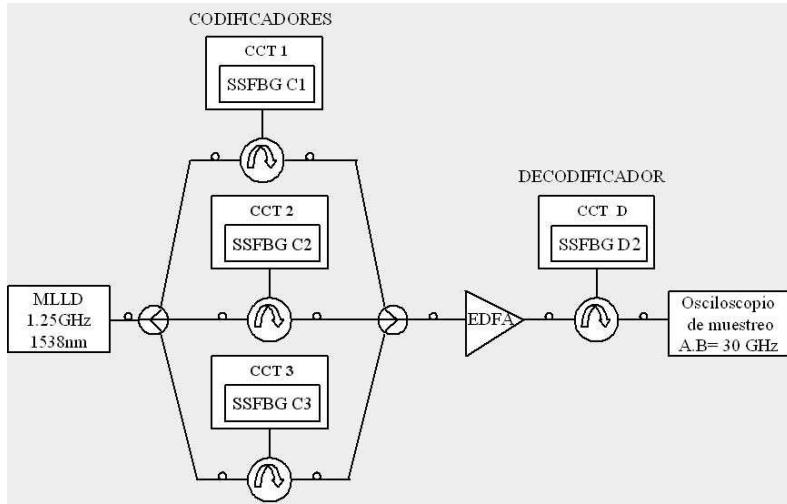 CODIFICADORES
CCT 1
SSFBG C1
DECODIFICADOR
CCT 2
SSFBG C2
CCT D
SSFBG D2
MLLD
1.25GHz
1538nm
EDFA
Osciloscopio
de muestreo
A.B= 30 GHz
CCT 3
SSFBG C3